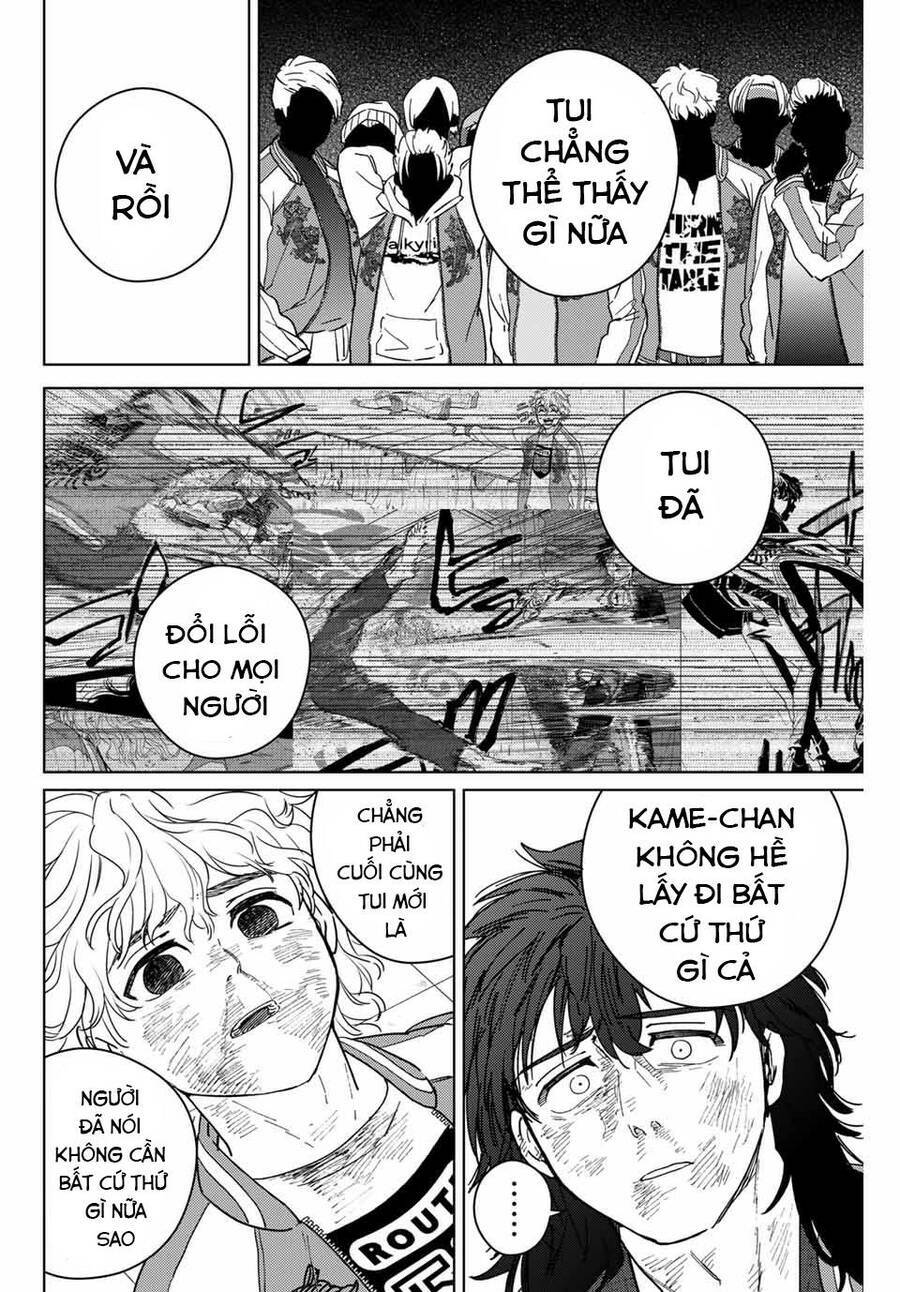 TUI
CHẲNG
THỂ THẤY
GÌ NỮA
alkyri
TURN
THE
TABLE
VÀ
RỒI
TUI
ĐÃ
ĐỔI LỖI
CHO MỌI
NGƯỜI
KAME-CHAN
KHÔNG HỀ
LẤY ĐI BẤT
CỨ THỨ
GÌ CẢ
......
CHẲNG
PHẢI
CUỐI CÙNG
TUI MỚI
LÀ
NGƯỜI
ĐÃ NÓI
KHÔNG CẦN
BẤT CỨ THỨ
GÌ NỮA
SAO
ROUT